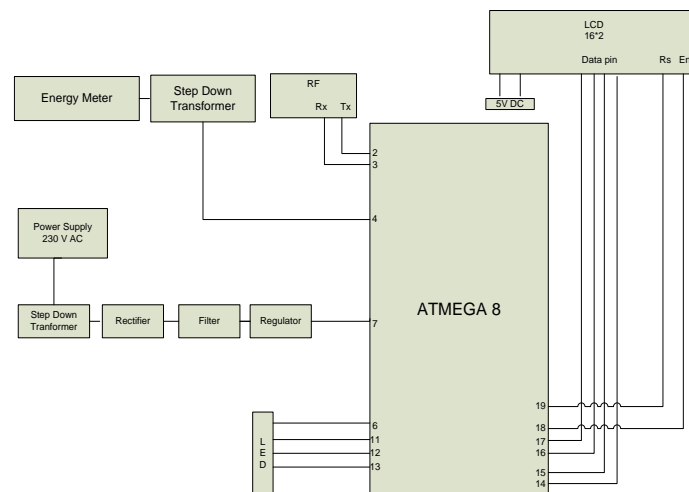 LCD
16*2
Data pin Rs En
5V DC
RF
Rx Tx
Energy Meter
Step Down
Transformer
2
3
4
Power Supply
230 V AC
Step Down
Tranformer
Rectifier
Filter
Regulator
7
ATMEGA 8
19
18
17
16
15
14
6
11
12
13
L
E
D